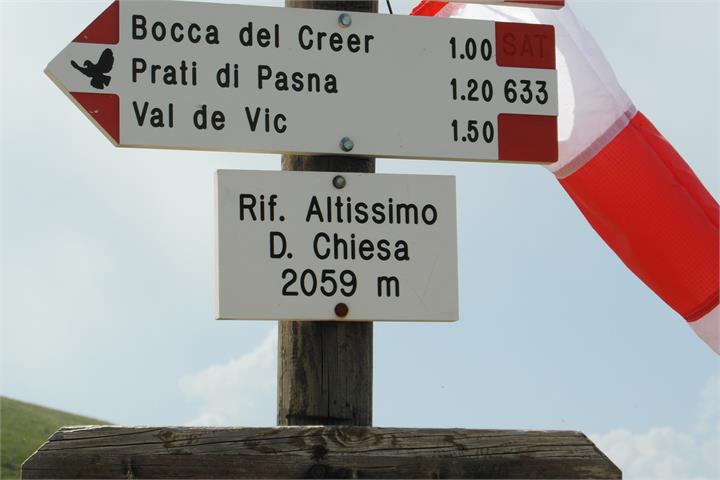 Bocca del Creer 1.00 SAT.
Prati di Pasna 1.20 633
Val de Vic 1.50
Rif. Altissimo
D. Chiesa
2059 m